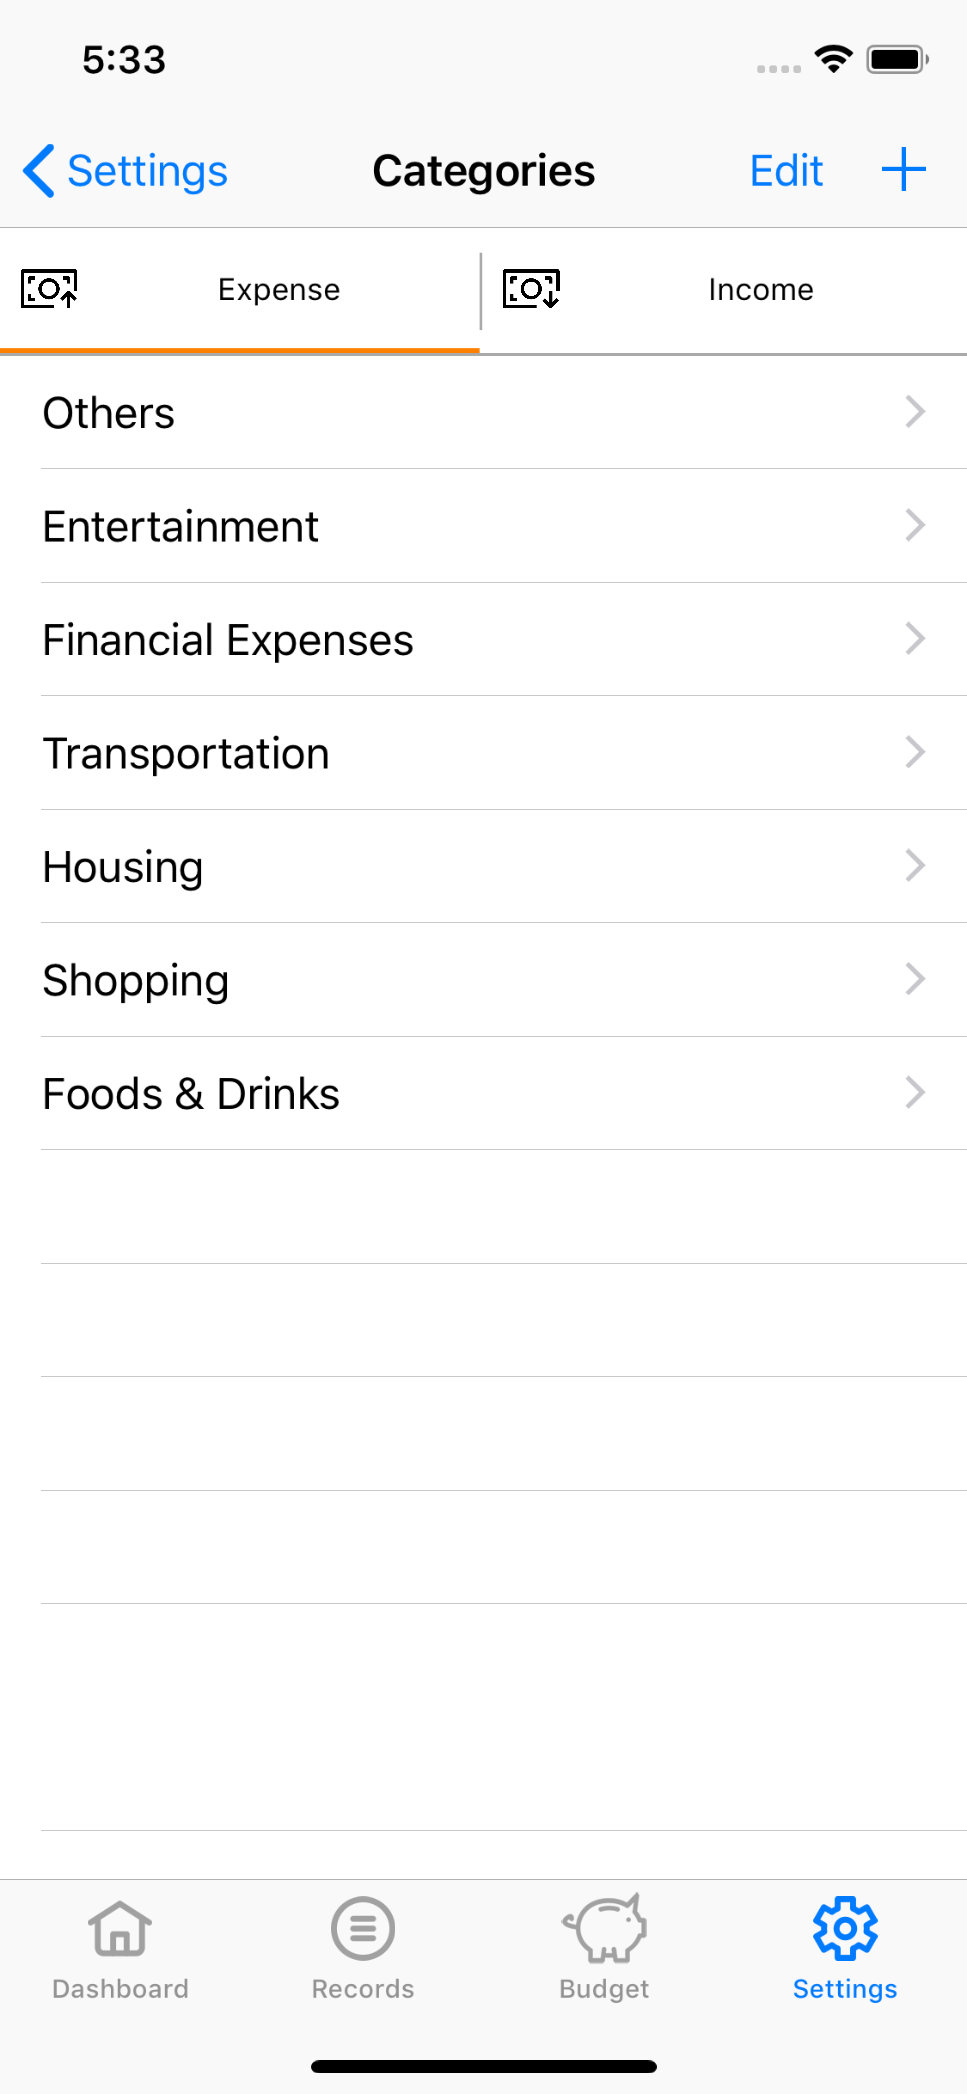 5:33
Settings Categories Edit
Expense Income
Others
Entertainment
Financial Expenses
Transportation
Housing
Shopping
Foods & Drinks
Dashboard Records Budget Settings